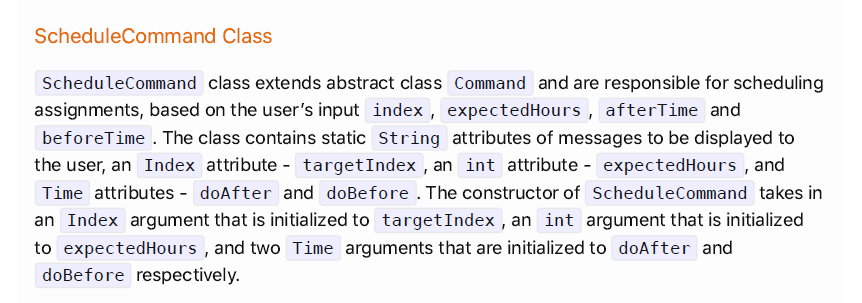 ScheduleCommand Class
ScheduleCommand class extends abstract class Command and are responsible for scheduling
assignments, based on the user’s input index, expectedHours, afterTime and
beforeTime. The class contains static String attributes of messages to be displayed to
the user, an Index attribute - targetIndex, an int attribute - expectedHours, and
Time attributes - doAfter and doBefore. The constructor of ScheduleCommand takes in
an Index argument that is initialized to targetIndex, an int argument that is initialized
to expectedHours, and two Time arguments that are initialized to doAfter and
doBefore respectively.